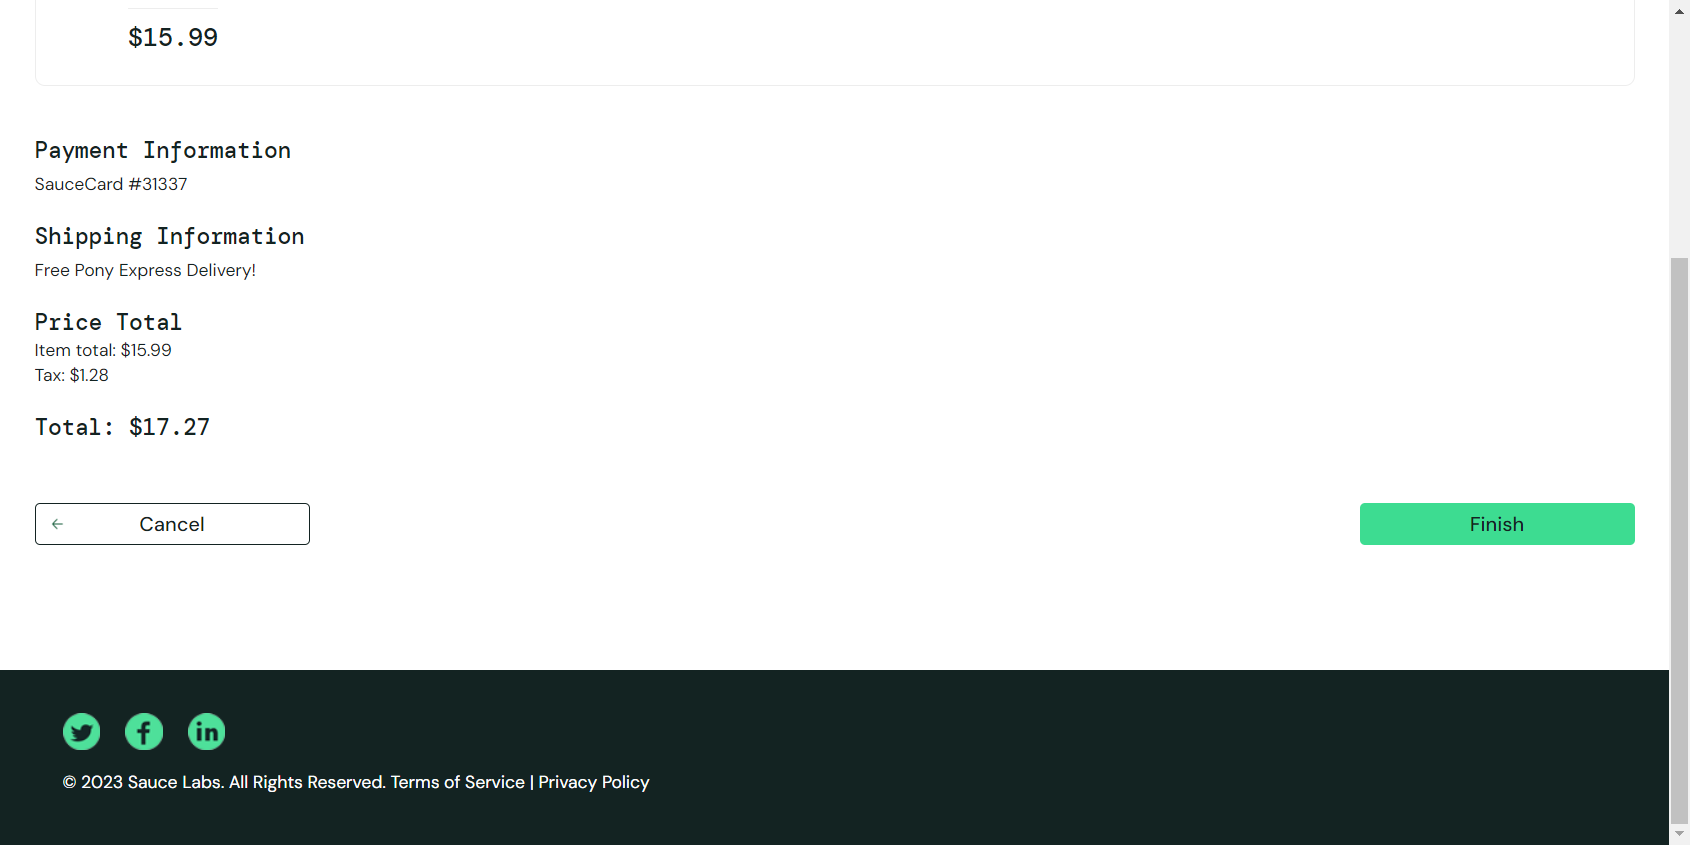 $15.99
Payment Information
SauceCard #31337
Shipping Information
Free Pony Express Delivery!
Price Total
Item total: $15.99
Tax: $1.28
Total: $17.27
Cancel
Finish
© 2023 Sauce Labs. All Rights Reserved. Terms of Service | Privacy Policy